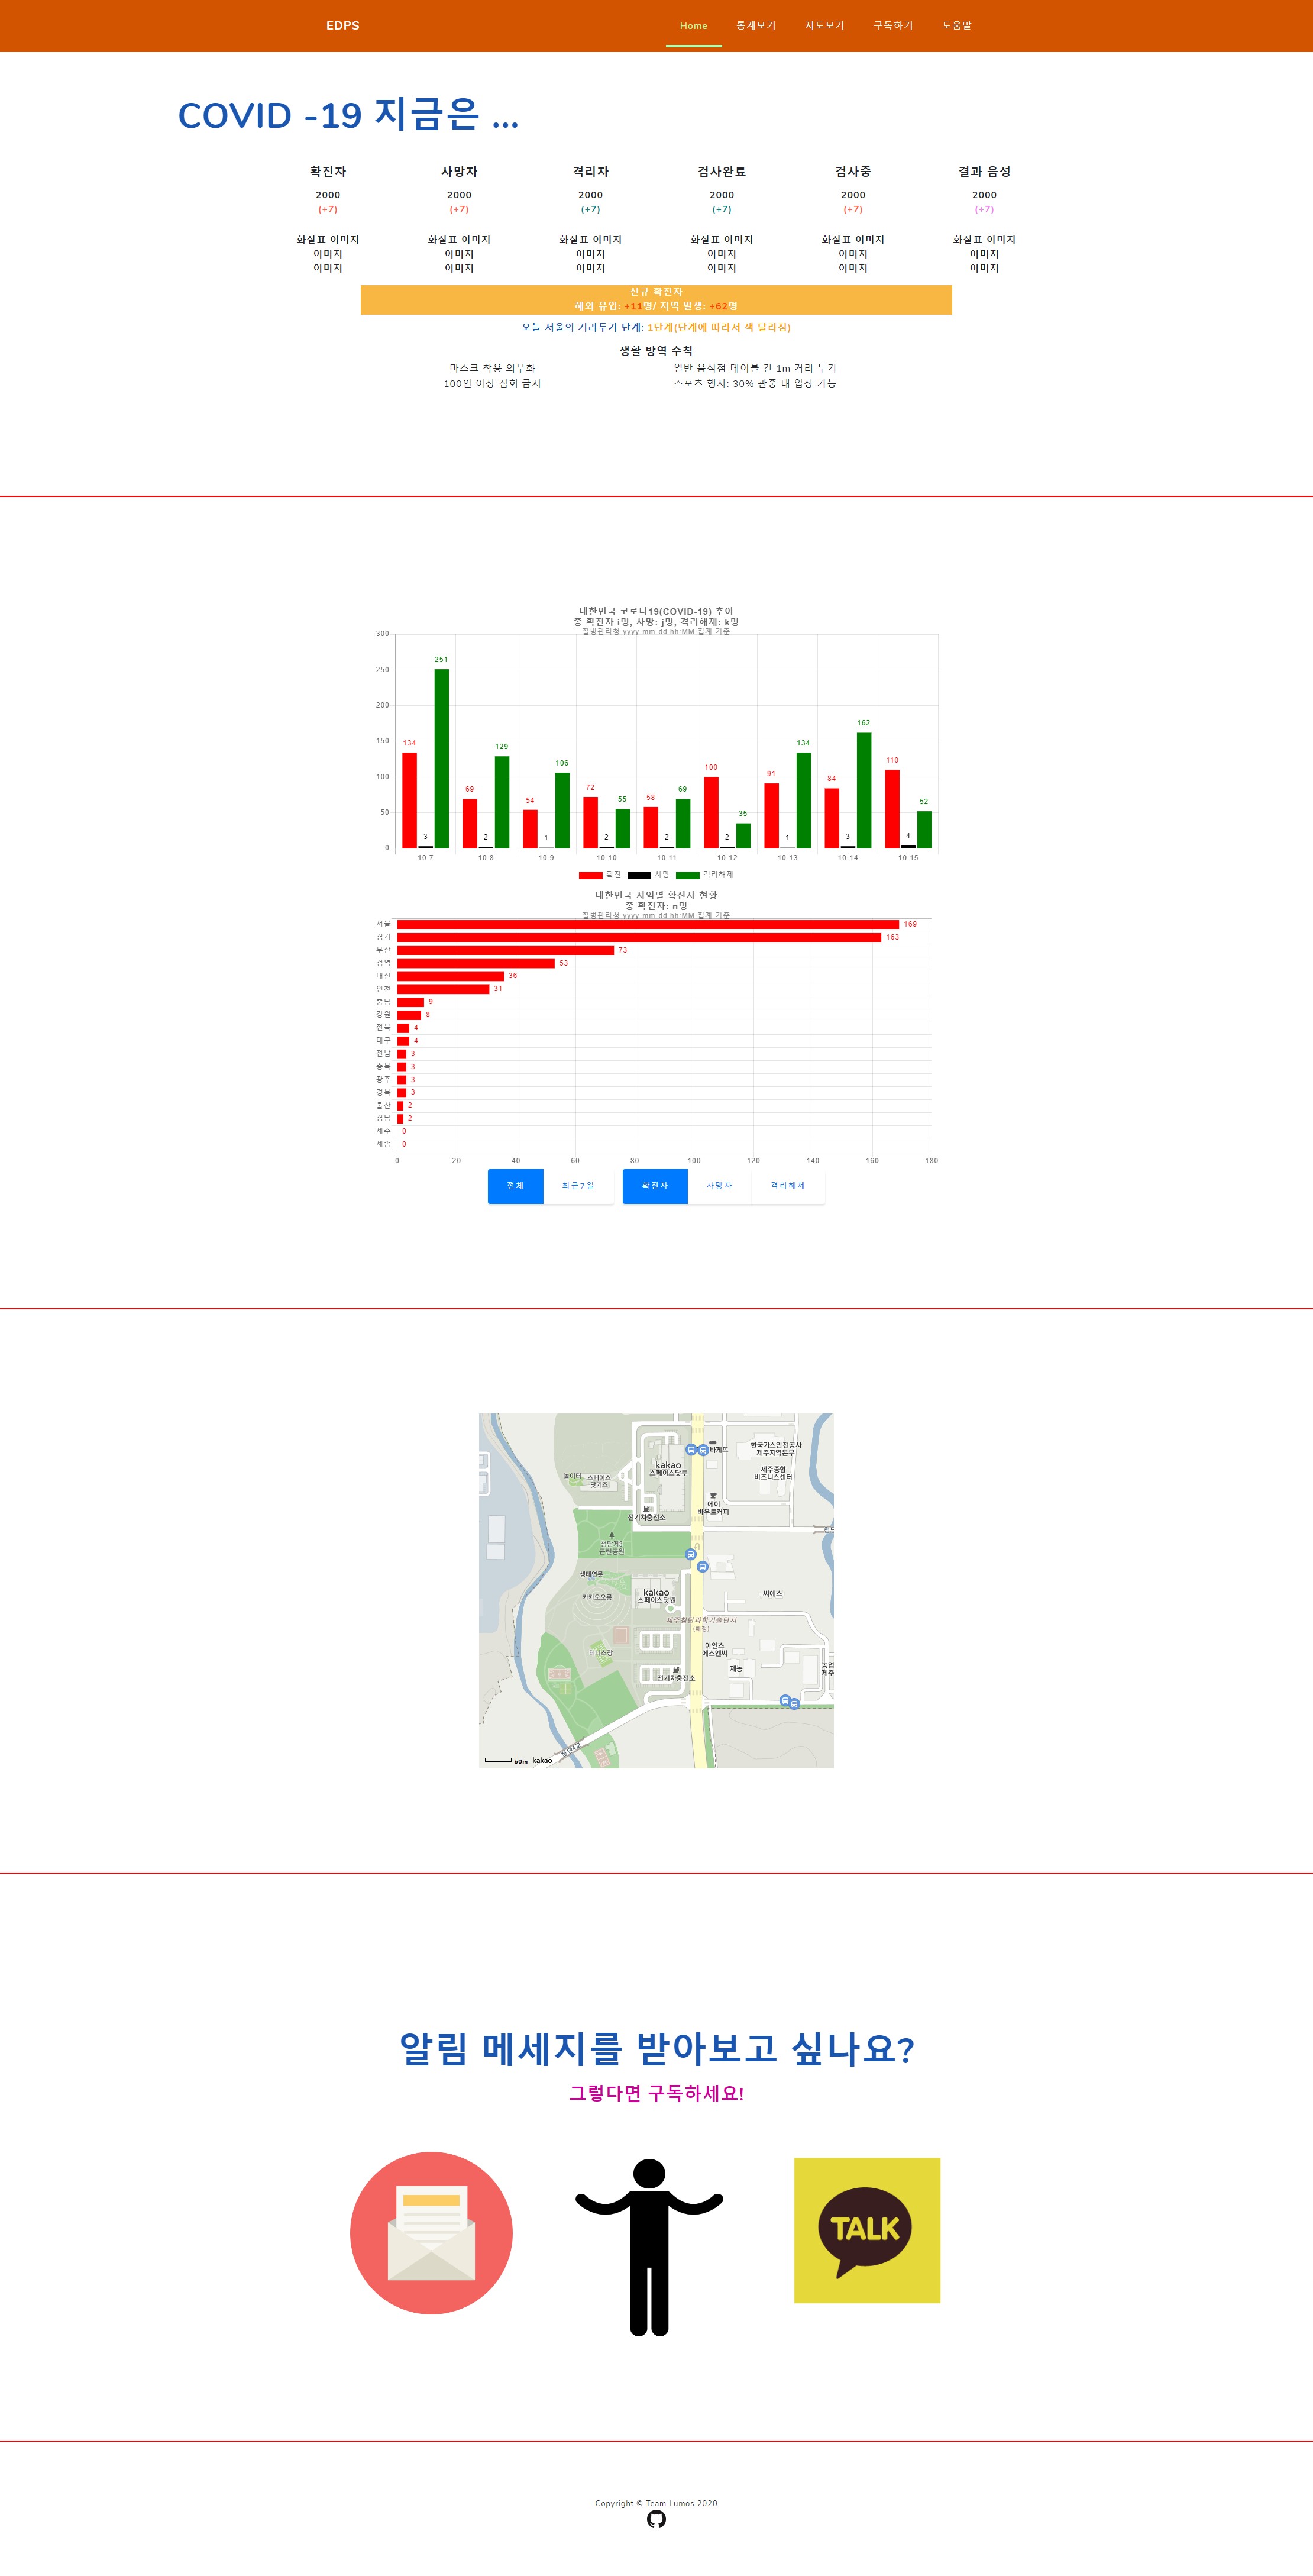 EDPS
Home 통계보기 지도보기 구독하기 도움말
COVID -19 지금은 ...
확진자 사망자 격리자 검사완료 검사중 결과 음성
2000 2000 2000 2000 2000 2000
(+7) (+7) (+7) (+7) (+7) (+7)
화살표 이미지 화살표 이미지 화살표 이미지 화살표 이미지 화살표 이미지 화살표 이미지
이미지 이미지 이미지 이미지 이미지 이미지
이미지 이미지 이미지 이미지 이미지 이미지
신규 확진자
해외 유입: +11명/ 지역 발생: +62명
오늘 서울의 거리두기 단계: 1단계(단계에 따라서 색 달라짐)
생활 방역 수칙
마스크 착용 의무화 일반 음식점 테이블 간 1m 거리 두기
100인 이상 집회 금지 스포츠 행사: 30% 관중 내 입장 가능
대한민국 코로나19(COVID-19) 추이
총 확진자 i명, 사망: j명, 격리해제: k명
질병관리청 yyyy-mm-dd hh:MM 집계 기준
300
250
200
150
100
50
0
134 3 251
69 2 129
54 1 106
72 2 55
58 2 69
100 2 35
91 1 134
84 3 162
110 4 52
10.7 10.8 10.9 10.10 10.11 10.12 10.13 10.14 10.15
확진 사망 격리해제
대한민국 지역별 확진자 현황
총 확진자: n명
질병관리청 yyyy-mm-dd hh:MM 집계 기준
서울 169
경기 163
부산 73
검역 53
대전 36
인천 31
충남 9
강원 8
전북 4
대구 4
전남 3
충북 3
광주 3
경북 3
울산 2
경남 2
제주 0
세종 0
0 20 40 60 80 100 120 140 160 180
전체 최근7일 확진자 사망자 격리해제
한국가스안전공사
제주지역본부
바게뜨
kakao
스페이스닷투
제주종합
비즈니스센터
놀이터
스페이스
닷키즈
에이
바우트커피
전기차충전소
첨단제1
근린공원
생태연못
kakao
스페이스닷원
카카오오름
씨에스
제주첨단과학기술단지
(예정)
아인스
에스엔씨
테니스장
제농
농업
제주
전기차충전소
50m kakao
알림 메세지를 받아보고 싶나요?
그렇다면 구독하세요!
TALK
Copyright © Team Lumos 2020